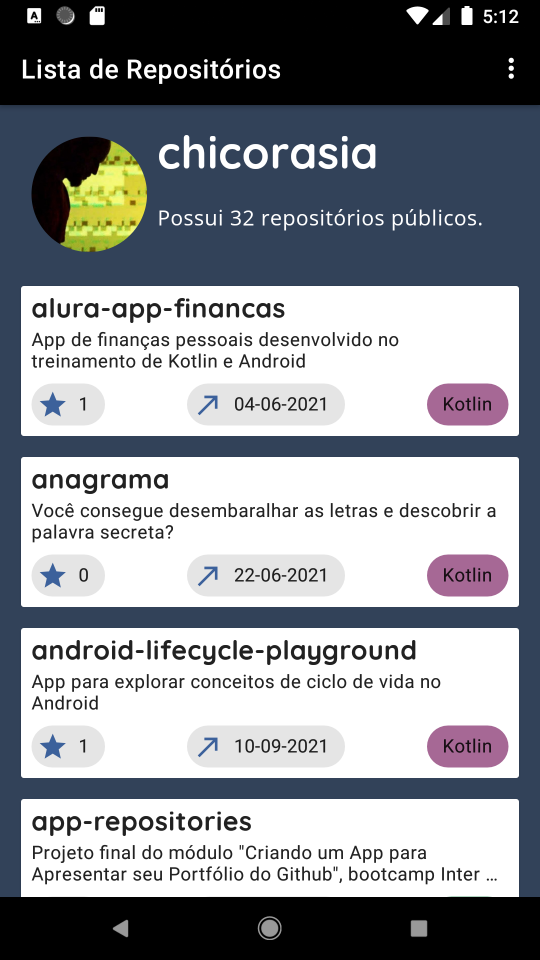 5:12
Lista de Repositórios
chicorasia
Possui 32 repositórios públicos.
alura-app-financas
App de finanças pessoais desenvolvido no
treinamento de Kotlin e Android
1
04-06-2021
Kotlin
anagrama
Você consegue desembaralhar as letras e descobrir a
palavra secreta?
0
22-06-2021
Kotlin
android-lifecycle-playground
App para explorar conceitos de ciclo de vida no
Android
1
10-09-2021
Kotlin
app-repositories
Projeto final do módulo "Criando um App para
Apresentar seu Portfólio do Github", bootcamp Inter ...